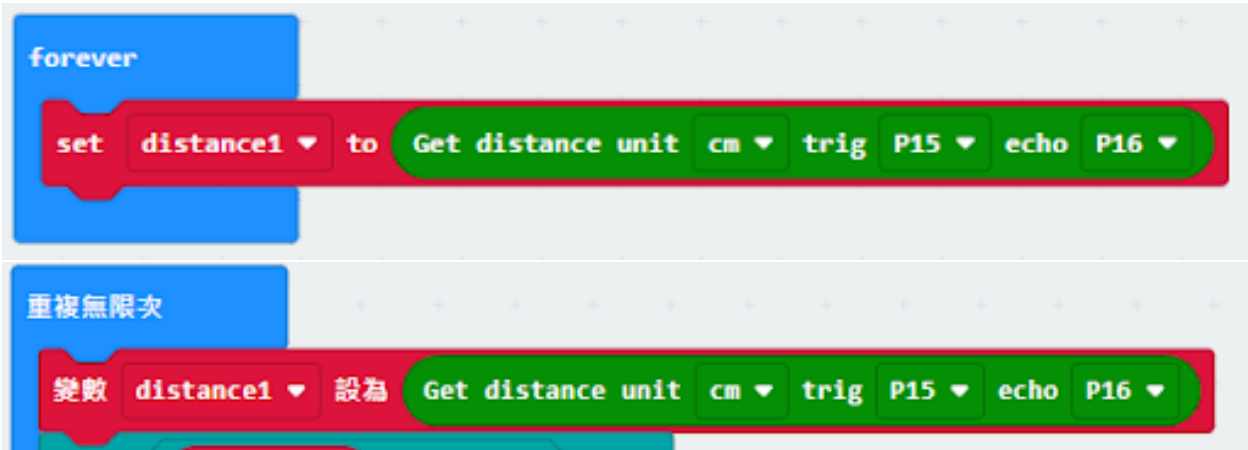 forever
set distance1 to Get distance unit cm trig P15 echo P16
重複無限次
變數 distance1 設為 Get distance unit cm trig P15 echo P16